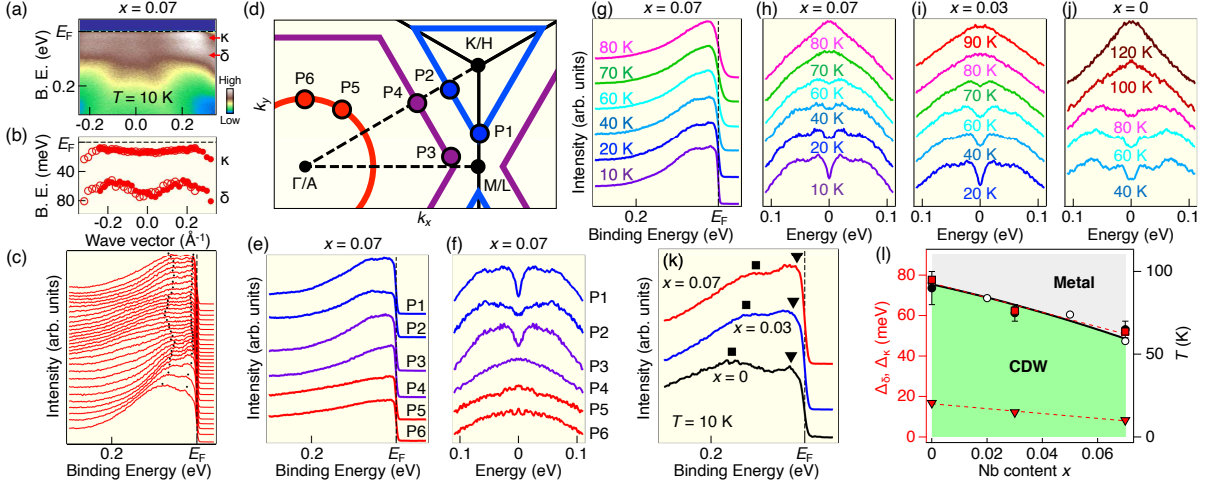 (a)
x = 0.07
E_F
B. E. (eV)
0.2
κ
δ
T = 10 K
High
Low
-0.2
0.0
0.2
(b)
E_F
B. E. (meV)
40
80
κ
δ
-0.2
0.0
0.2
Wave vector (Å⁻¹)
(c)
Intensity (arb. units)
0.2
E_F
Binding Energy (eV)
(d)
k_y
k_x
P6
P5
P4
P2
K/H
P1
P3
Γ/A
M/L
(e)
x = 0.07
Intensity (arb. units)
P1
P2
P3
P4
P5
P6
0.2
E_F
Binding Energy (eV)
(f)
x = 0.07
P1
P2
P3
P4
P5
P6
0.1
0
0.1
Energy (eV)
(g)
x = 0.07
Intensity (arb. units)
80 K
70 K
60 K
40 K
20 K
10 K
0.2
E_F
Binding Energy (eV)
(h)
x = 0.07
80 K
70 K
60 K
40 K
20 K
10 K
0.1
0
0.1
Energy (eV)
(i)
x = 0.03
90 K
80 K
70 K
60 K
40 K
20 K
0.1
0
0.1
Energy (eV)
(j)
x = 0
120 K
100 K
80 K
60 K
40 K
0.1
0
0.1
Energy (eV)
(k)
Intensity (arb. units)
x = 0.07
x = 0.03
x = 0
T = 10 K
0.2
E_F
Binding Energy (eV)
(l)
Δ_δ, Δ_κ (meV)
80
60
40
20
0
Metal
CDW
100
50
0
T (K)
0
0.02
0.04
0.06
Nb content x